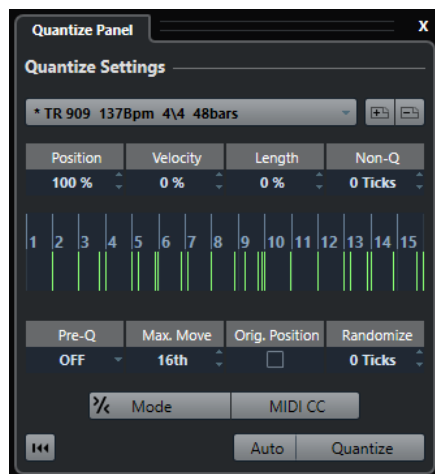 Quantize Panel X
Quantize Settings
* TR 909 137Bpm 4\4 48bars
Position Velocity Length Non-Q
100 % 0 % 0 % 0 Ticks
1 2 3 4 5 6 7 8 9 10 11 12 13 14 15
Pre-Q Max. Move Orig. Position Randomize
OFF 16th 0 Ticks
Mode MIDI CC
Auto Quantize